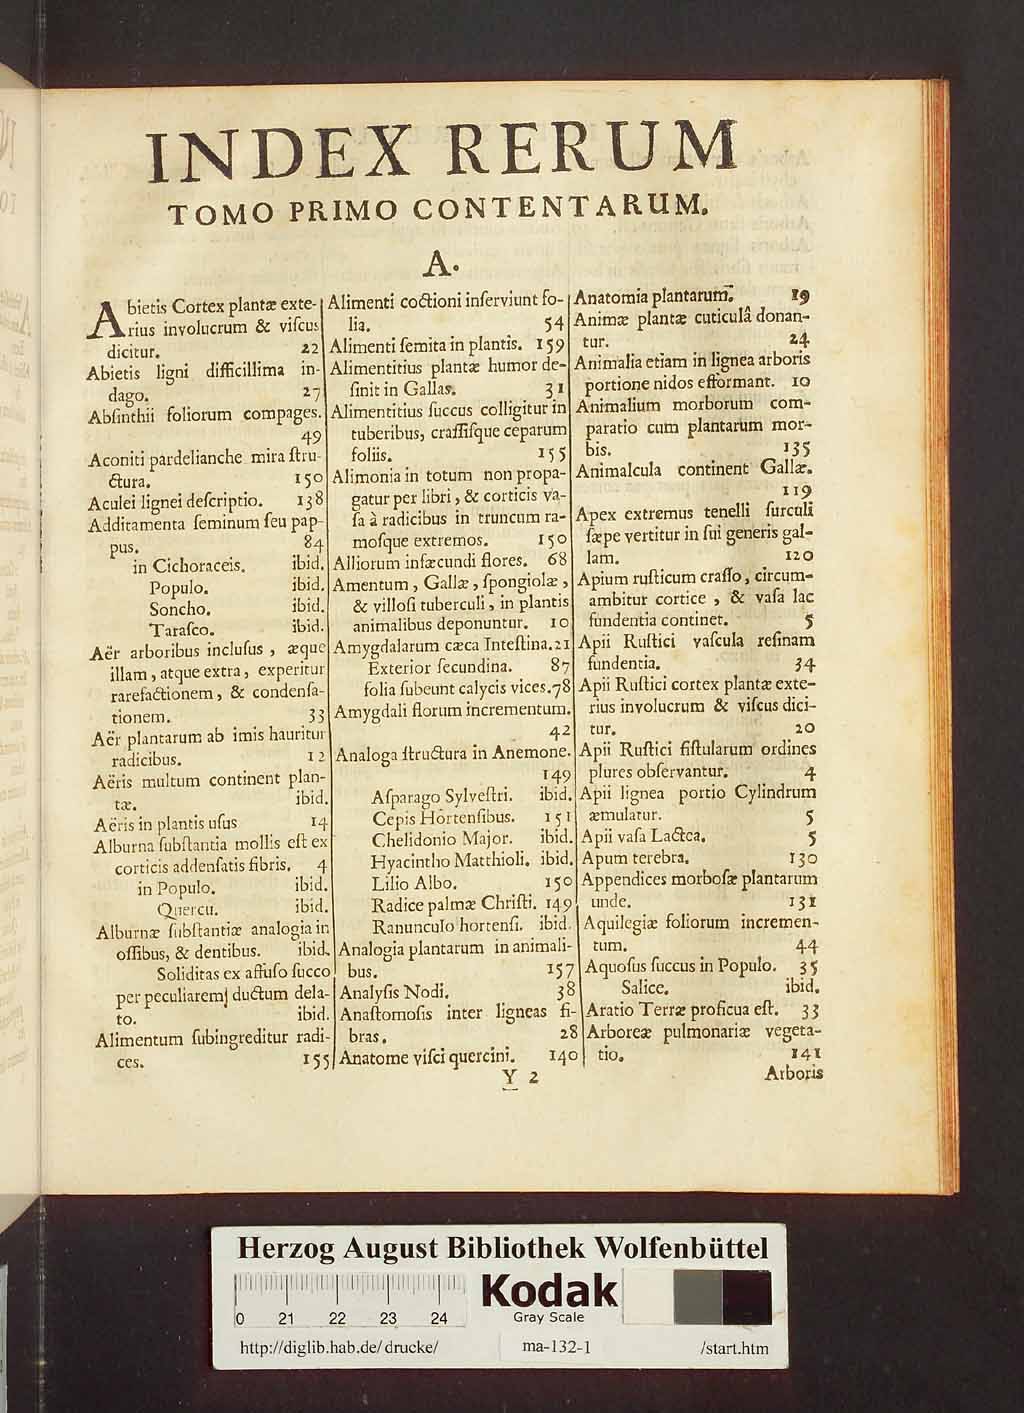 INDEX RERUM
TOMO PRIMO CONTENTARUM.
A.
Abietis Cortex plantæ exte-
rius involucrum & viſcus
dicitur. 22
Abietis ligni difficillima in-
dago. 27
Abſinthii foliorum compages.
49
Aconiti pardelianche mira ſtru-
ctura. 150
Aculei lignei deſcriptio. 138
Additamenta ſeminum ſeu pap-
pus. 84
in Cichoraceis. ibid.
Populo. ibid.
Soncho. ibid.
Taraſco. ibid.
Aër arboribus incluſus, æque
illam, atque extra, experitur
rarefactionem, & condenſa-
tionem. 33
Aër plantarum ab imis hauritur
radicibus. 12
Aëris multum continent plan-
tæ. ibid.
Aëris in plantis uſus 14
Alburna ſubſtantia mollis eſt ex
corticis addenſatis fibris. 4
in Populo. ibid.
Quercu. ibid.
Alburnæ ſubſtantiæ analogia in
oſſibus, & dentibus. ibid.
Soliditas ex affuſo ſucco
per peculiarem ductum dela-
to. ibid.
Alimentum ſubingreditur radi-
ces. 155
Alimenti coctioni inſerviunt fo-
lia. 54
Alimenti ſemita in plantis. 159
Alimentitius plantæ humor de-
ſinit in Gallas. 31
Alimentitius ſuccus colligitur in
tuberibus, craſſiſque ceparum
foliis. 155
Alimonia in totum non propa-
gatur per libri, & corticis va-
ſa à radicibus in truncum ra-
moſque extremos. 150
Alliorum infæcundi flores. 68
Amentum, Gallæ, ſpongiolæ,
& villoſi tuberculi, in plantis
animalibus deponuntur. 10
Amygdalarum cæca Inteſtina. 21
Exterior ſecundina. 87
folia ſubeunt calycis vices. 78
Amygdali florum incrementum.
42
Analoga ſtructura in Anemone.
149
Aſparago Sylveſtri. ibid.
Cepis Hortenſibus. 151
Chelidonio Major. ibid.
Hyacintho Matthioli. ibid.
Lilio Albo. 150
Radice palmæ Chriſti. 149
Ranunculo hortenſi. ibid.
Analogia plantarum in animali-
bus. 157
Analyſis Nodi. 38
Anaſtomoſis inter ligneas fi-
bras. 28
Anatome viſci quercini. 140
Anatomia plantarum. 19
Animæ plantæ cuticulâ donan-
tur. 24
Animalia etiam in lignea arboris
portione nidos efformant. 10
Animalium morborum com-
paratio cum plantarum mor-
bis. 135
Animalcula continent Gallæ.
119
Apex extremus tenelli ſurculi
ſæpe vertitur in ſui generis gal-
lam. 120
Apium ruſticum craſſo, circum-
ambitur cortice, & vaſa lac
fundentia continet. 5
Apii Ruſtici vaſcula reſinam
fundentia. 34
Apii Ruſtici cortex plantæ exte-
rius involucrum & viſcus dici-
tur. 20
Apii Ruſtici fiſtularum ordines
plures obſervantur. 4
Apii lignea portio Cylindrum
æmulatur. 5
Apii vaſa Lactea. 5
Apum terebra. 130
Appendices morboſæ plantarum
unde. 131
Aquilegiæ foliorum incremen-
tum. 44
Aquoſus ſuccus in Populo. 35
Salice. ibid.
Aratio Terræ proficua eſt. 33
Arboreæ pulmonariæ vegeta-
tio. 141
Y 2
Arboris
Herzog August Bibliothek Wolfenbüttel
Kodak
Gray Scale
0 21 22 23 24
http://diglib.hab.de/drucke/ ma-132-1 /start.htm